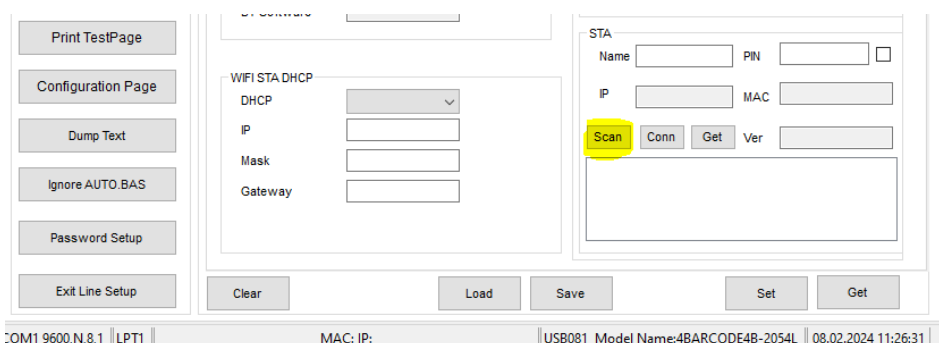 Print TestPage
Configuration Page
Dump Text
Ignore AUTO.BAS
Password Setup
Exit Line Setup
WIFI STA DHCP
DHCP
IP
Mask
Gateway
STA
Name PIN
IP MAC
Scan Conn Get Ver
Clear Load Save Set Get
COM1 9600,N,8,1 LPT1 MAC: IP: USB081 Model Name:4BARCODE4B-2054L 08.02.2024 11:26:31